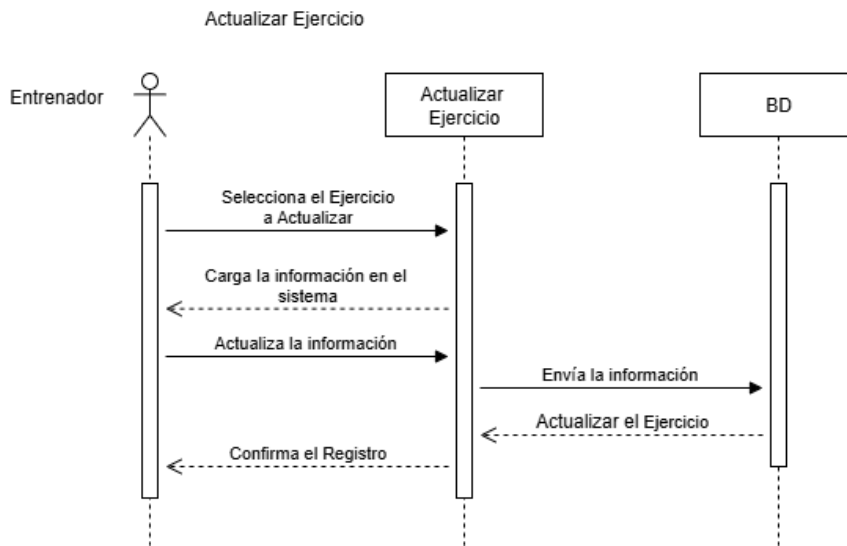 Actualizar Ejercicio
Entrenador
Actualizar
Ejercicio
BD
Selecciona el Ejercicio
a Actualizar
Carga la información en el
sistema
Actualiza la información
Envía la información
Actualizar el Ejercicio
Confirma el Registro